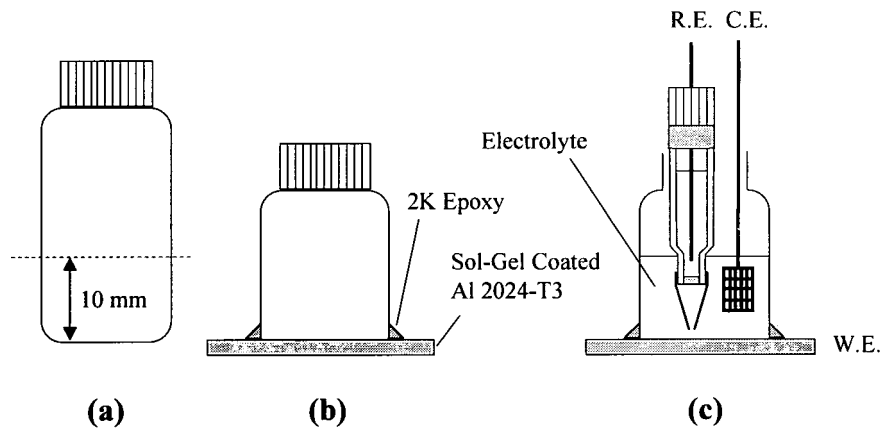 R.E. C.E.
Electrolyte
2K Epoxy
Sol-Gel Coated
Al 2024-T3
10 mm
W.E.
(a)
(b)
(c)